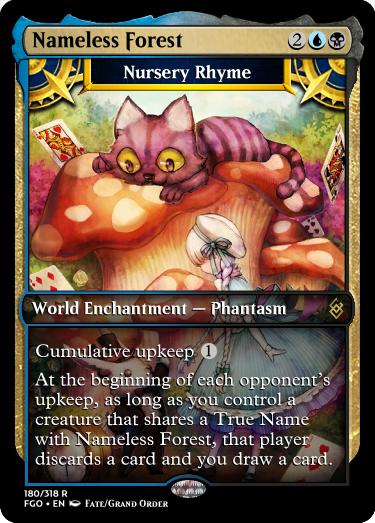 Nameless Forest 2
Nursery Rhyme
World Enchantment — Phantasm
Cumulative upkeep 1
At the beginning of each opponent's
upkeep, as long as you control a
creature that shares a True Name
with Nameless Forest, that player
discards a card and you draw a card.
180/318 R
FGO • EN Fate/Grand Order